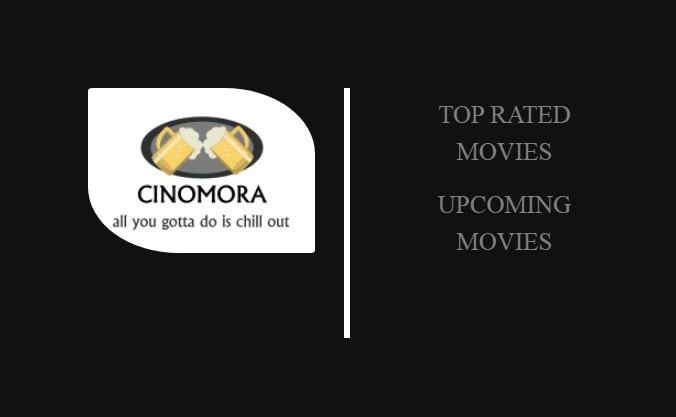 CINOMORA
all you gotta do is chill out
TOP RATED
MOVIES
UPCOMING
MOVIES